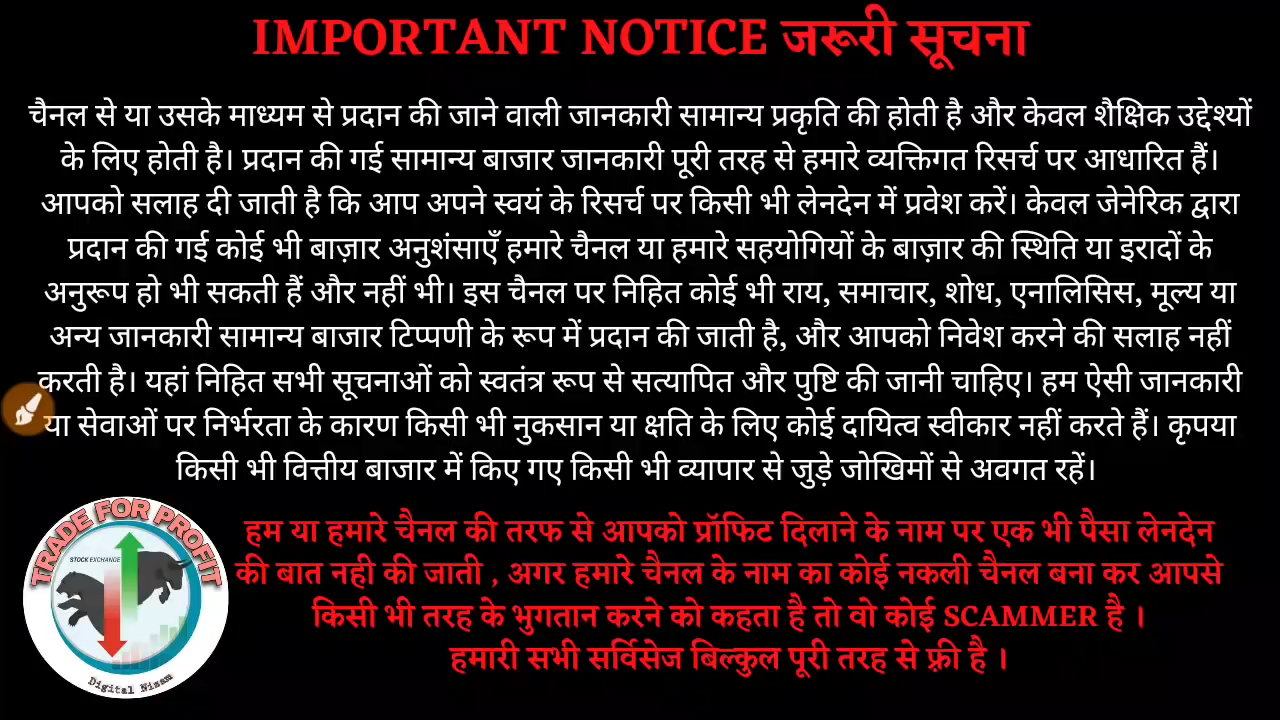 IMPORTANT NOTICE जरूरी सूचना
चैनल से या उसके माध्यम से प्रदान की जाने वाली जानकारी सामान्य प्रकृति की होती है और केवल शैक्षिक उद्देश्यों
के लिए होती है। प्रदान की गई सामान्य बाजार जानकारी पूरी तरह से हमारे व्यक्तिगत रिसर्च पर आधारित हैं।
आपको सलाह दी जाती है कि आप अपने स्वयं के रिसर्च पर किसी भी लेनदेन में प्रवेश करें। केवल जेनेरिक द्वारा
प्रदान की गई कोई भी बाज़ार अनुशंसाएँ हमारे चैनल या हमारे सहयोगियों के बाज़ार की स्थिति या इरादों के
अनुरूप हो भी सकती हैं और नहीं भी। इस चैनल पर निहित कोई भी राय, समाचार, शोध, एनालिसिस, मूल्य या
अन्य जानकारी सामान्य बाजार टिप्पणी के रूप में प्रदान की जाती है, और आपको निवेश करने की सलाह नहीं
करती है। यहां निहित सभी सूचनाओं को स्वतंत्र रूप से सत्यापित और पुष्टि की जानी चाहिए। हम ऐसी जानकारी
या सेवाओं पर निर्भरता के कारण किसी भी नुकसान या क्षति के लिए कोई दायित्व स्वीकार नहीं करते हैं। कृपया
किसी भी वित्तीय बाजार में किए गए किसी भी व्यापार से जुड़े जोखिमों से अवगत रहें।
TRADE FOR PROFIT
STOCK EXCHANGE
Digital Nizam
हम या हमारे चैनल की तरफ से आपको प्रॉफिट दिलाने के नाम पर एक भी पैसा लेनदेन
की बात नही की जाती , अगर हमारे चैनल के नाम का कोई नकली चैनल बना कर आपसे
किसी भी तरह के भुगतान करने को कहता है तो वो कोई SCAMMER है ।
हमारी सभी सर्विसेज बिल्कुल पूरी तरह से फ़्री है ।